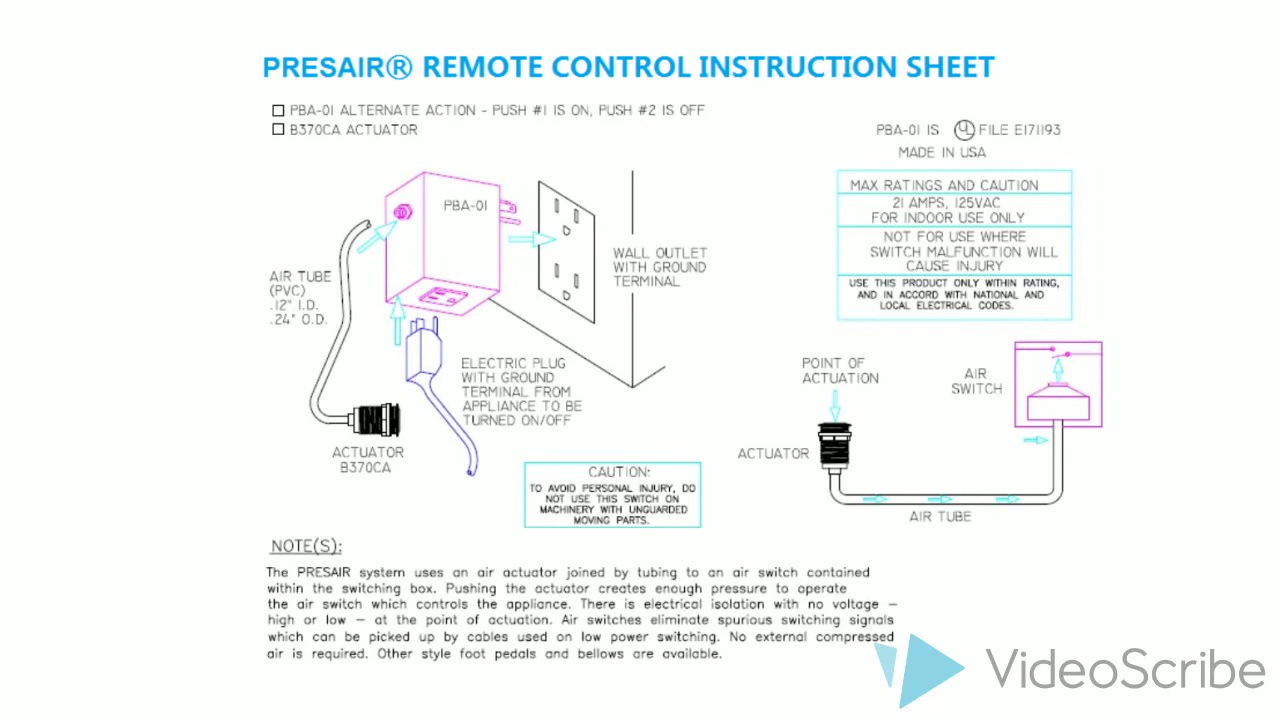 PRESAIR® REMOTE CONTROL INSTRUCTION SHEET
PBA-01 ALTERNATE ACTION - PUSH #1 IS ON, PUSH #2 IS OFF
B370CA ACTUATOR
PBA-01 IS UL FILE E171193
MADE IN USA
MAX RATINGS AND CAUTION
21 AMPS, 125VAC
FOR INDOOR USE ONLY
NOT FOR USE WHERE
SWITCH MALFUNCTION WILL
CAUSE INJURY
USE THIS PRODUCT ONLY WITHIN RATING,
AND IN ACCORD WITH NATIONAL AND
LOCAL ELECTRICAL CODES.
PBA-01
WALL OUTLET
WITH GROUND
TERMINAL
AIR TUBE
(PVC)
.12" I.D.
.24" O.D.
ELECTRIC PLUG
WITH GROUND
TERMINAL FROM
APPLIANCE TO BE
TURNED ON/OFF
ACTUATOR
B370CA
POINT OF
ACTUATION
AIR
SWITCH
ACTUATOR
AIR TUBE
CAUTION:
TO AVOID PERSONAL INJURY, DO
NOT USE THIS SWITCH ON
MACHINERY WITH UNGUARDED
MOVING PARTS.
NOTE(S):
The PRESAIR system uses an air actuator joined by tubing to an air switch contained
within the switching box. Pushing the actuator creates enough pressure to operate
the air switch which controls the appliance. There is electrical isolation with no voltage –
high or low – at the point of actuation. Air switches eliminate spurious switching signals
which can be picked up by cables used on low power switching. No external compressed
air is required. Other style foot pedals and bellows are available.
VideoScribe